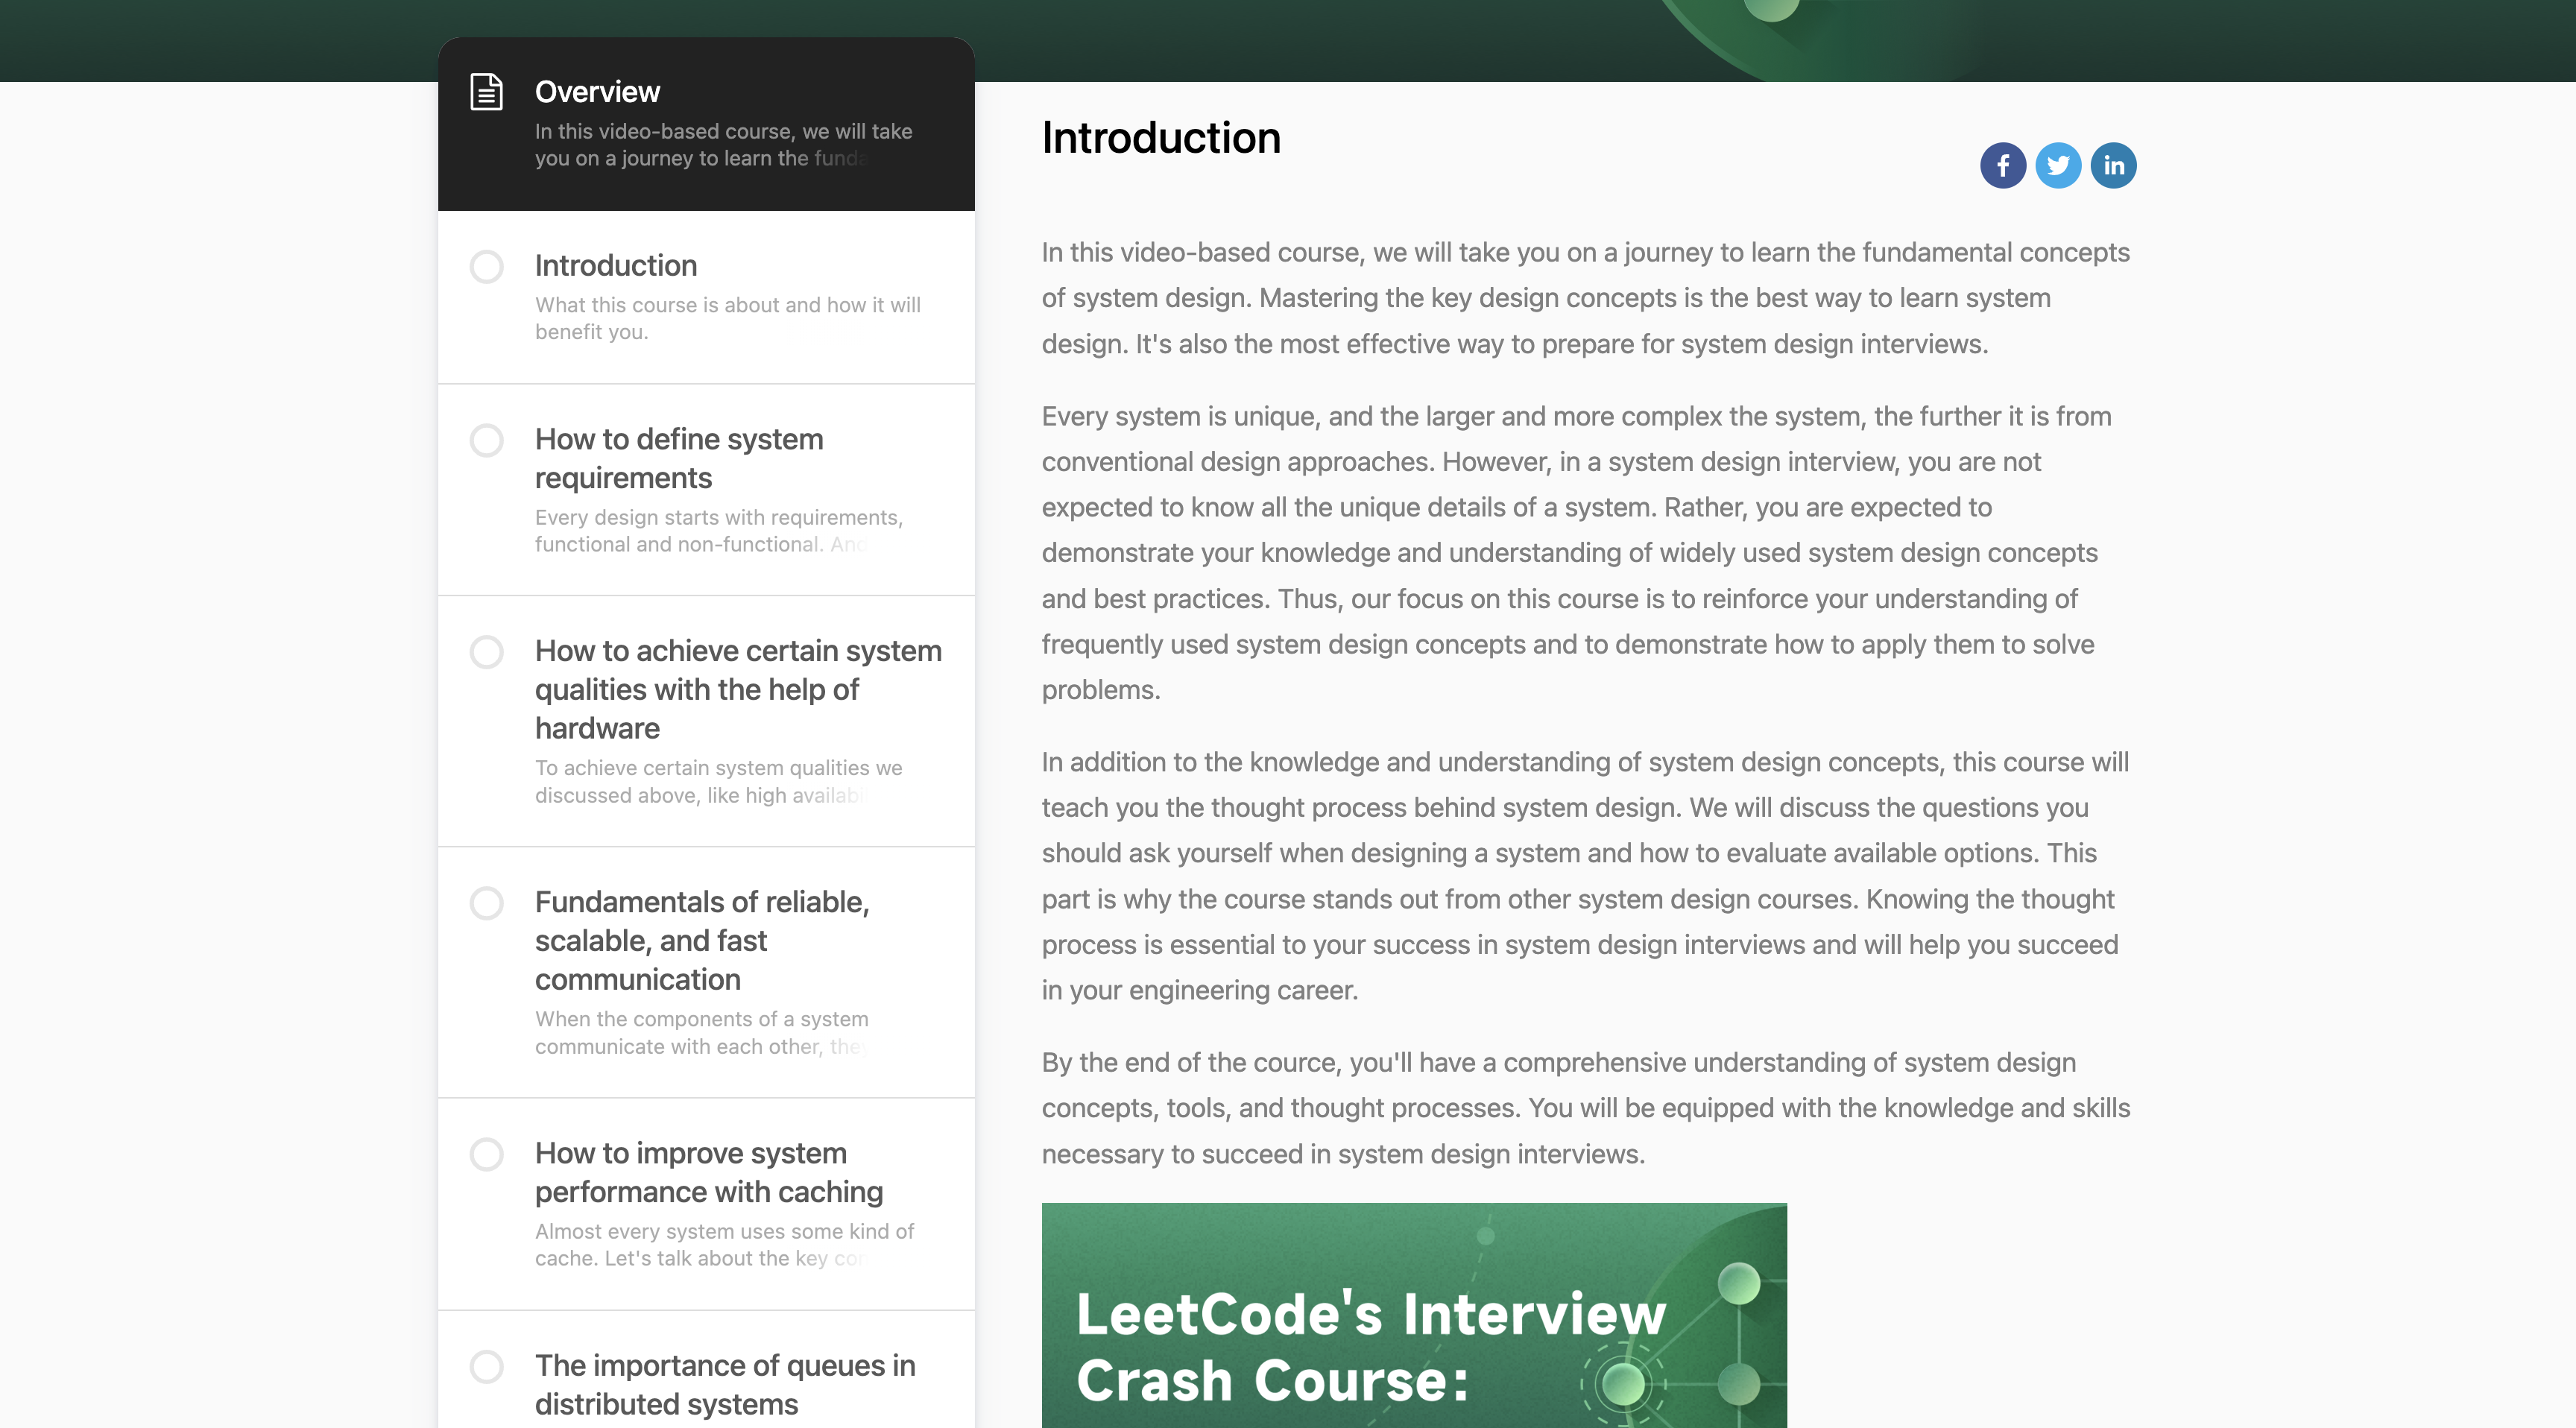 Overview
In this video-based course, we will take
you on a journey to learn the funda
Introduction
What this course is about and how it will
benefit you.
How to define system
requirements
Every design starts with requirements,
functional and non-functional. And
How to achieve certain system
qualities with the help of
hardware
To achieve certain system qualities we
discussed above, like high availabi
Fundamentals of reliable,
scalable, and fast
communication
When the components of a system
communicate with each other, they
How to improve system
performance with caching
Almost every system uses some kind of
cache. Let's talk about the key con
The importance of queues in
distributed systems
Introduction
f
in
In this video-based course, we will take you on a journey to learn the fundamental concepts
of system design. Mastering the key design concepts is the best way to learn system
design. It's also the most effective way to prepare for system design interviews.
Every system is unique, and the larger and more complex the system, the further it is from
conventional design approaches. However, in a system design interview, you are not
expected to know all the unique details of a system. Rather, you are expected to
demonstrate your knowledge and understanding of widely used system design concepts
and best practices. Thus, our focus on this course is to reinforce your understanding of
frequently used system design concepts and to demonstrate how to apply them to solve
problems.
In addition to the knowledge and understanding of system design concepts, this course will
teach you the thought process behind system design. We will discuss the questions you
should ask yourself when designing a system and how to evaluate available options. This
part is why the course stands out from other system design courses. Knowing the thought
process is essential to your success in system design interviews and will help you succeed
in your engineering career.
By the end of the cource, you'll have a comprehensive understanding of system design
concepts, tools, and thought processes. You will be equipped with the knowledge and skills
necessary to succeed in system design interviews.
LeetCode's Interview
Crash Course: